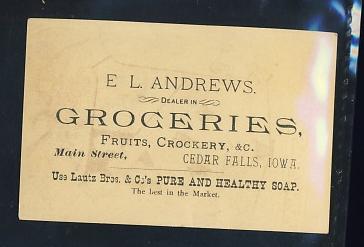 E. L. ANDREWS.
DEALER IN
GROCERIES,
FRUITS, CROCKERY, &C.
Main Street, CEDAR FALLS, IOWA.
Use Lautz Bros. & Co's PURE AND HEALTHY SOAP.
The best in the Market.